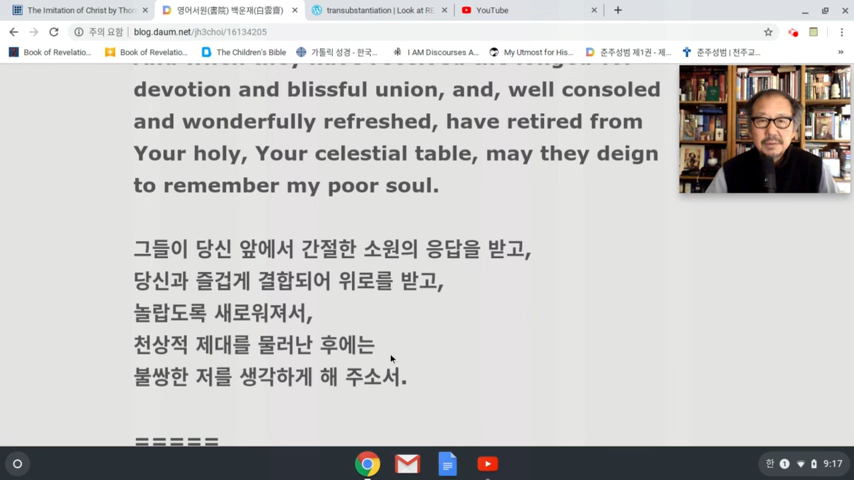 The Imitation of Christ by Thom
영어서원(書院) 백운재(白雲齋)
transubstantiation | Look at RE
YouTube
주의 요함
blog.daum.net/jh3choi/16134205
Book of Revelatio...
Book of Revelatio...
The Children's Bible
가톨릭 성경 - 한국...
I AM Discourses A...
My Utmost for His...
준주성범 제1권 - 제...
준주성범 | 천주교...
devotion and blissful union, and, well consoled
and wonderfully refreshed, have retired from
Your holy, Your celestial table, may they deign
to remember my poor soul.
그들이 당신 앞에서 간절한 소원의 응답을 받고,
당신과 즐겁게 결합되어 위로를 받고,
놀랍도록 새로워져서,
천상적 제대를 물러난 후에는
불쌍한 저를 생각하게 해 주소서.
=====
한
9:17